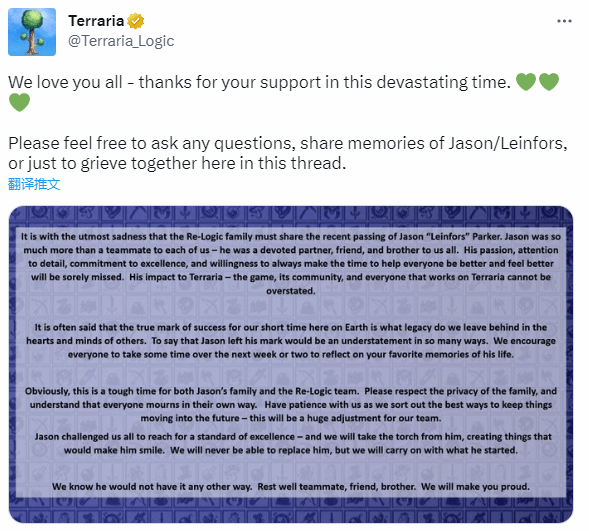 Terraria
@Terraria_Logic
We love you all - thanks for your support in this devastating time. 💚💚
💚
Please feel free to ask any questions, share memories of Jason/Leinfors,
or just to grieve together here in this thread.
翻译推文
It is with the utmost sadness that the Re-Logic family must share the recent passing of Jason "Leinfors" Parker. Jason was so
much more than a teammate to each of us – he was a devoted partner, friend, and brother to us all. His passion, attention
to detail, commitment to excellence, and willingness to always make the time to help everyone be better and feel better
will be sorely missed. His impact to Terraria – the game, its community, and everyone that works on Terraria cannot be
overstated.
It is often said that the true mark of success for our short time here on Earth is what legacy do we leave behind in the
hearts and minds of others. To say that Jason left his mark would be an understatement in so many ways. We encourage
everyone to take some time over the next week or two to reflect on your favorite memories of his life.
Obviously, this is a tough time for both Jason's family and the Re-Logic team. Please respect the privacy of the family, and
understand that everyone mourns in their own way. Have patience with us as we sort out the best ways to keep things
moving into the future – this will be a huge adjustment for our team.
Jason challenged us all to reach for a standard of excellence – and we will take the torch from him, creating things that
would make him smile. We will never be able to replace him, but we will carry on with what he started.
We know he would not have it any other way. Rest well teammate, friend, brother. We will make you proud.